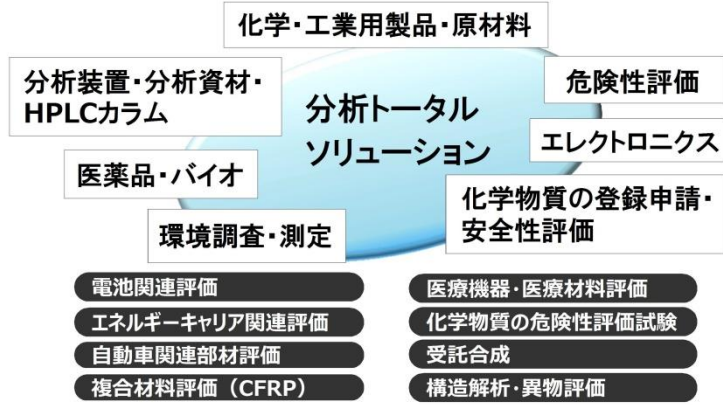 化学・工業用製品・原材料
分析装置・分析資材・
HPLCカラム
分析トータル
ソリューション
危険性評価
エレクトロニクス
医薬品・バイオ
化学物質の登録申請・
安全性評価
環境調査・測定
電池関連評価
エネルギーキャリア関連評価
自動車関連部材評価
複合材料評価（CFRP）
医療機器・医療材料評価
化学物質の危険性評価試験
受託合成
構造解析・異物評価